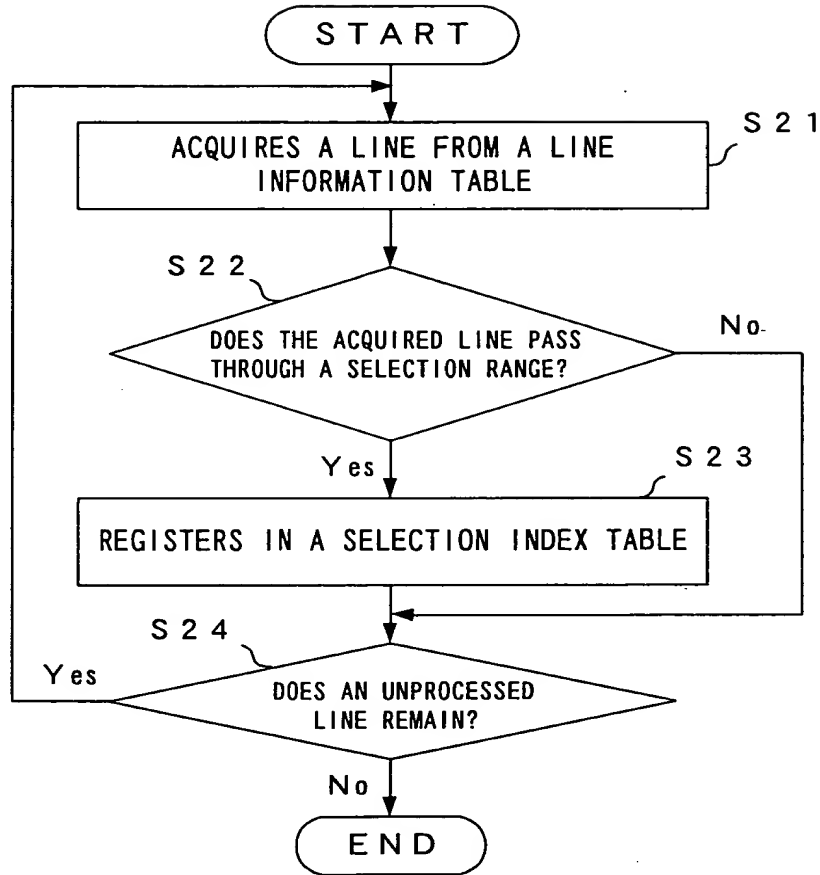 START
ACQUIRES A LINE FROM A LINE
INFORMATION TABLE
S21
S22
DOES THE ACQUIRED LINE PASS
THROUGH A SELECTION RANGE?
No
Yes
S23
REGISTERS IN A SELECTION INDEX TABLE
S24
Yes
DOES AN UNPROCESSED
LINE REMAIN?
No
END